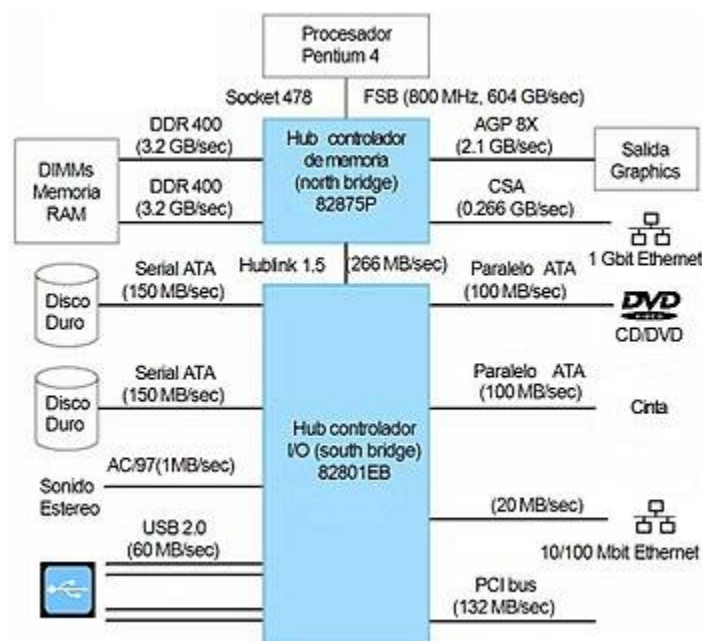 Procesador
Pentium 4
Socket 478
FSB (800 MHz, 604 GB/sec)
DDR 400
(3.2 GB/sec)
Hub controlador
de memoria
(north bridge)
82875P
AGP 8X
(2.1 GB/sec)
DIMMs
Memoria
RAM
Salida
Graphics
DDR 400
(3.2 GB/sec)
CSA
(0.266 GB/sec)
1 Gbit Ethernet
Hublink 1.5
(266 MB/sec)
Serial ATA
(150 MB/sec)
Paralelo ATA
(100 MB/sec)
Disco
Duro
DVD
VIDEO
CD/DVD
Serial ATA
(150 MB/sec)
Paralelo ATA
(100 MB/sec)
Disco
Duro
Cinta
Hub controlador
I/O (south bridge)
82801EB
AC/97(1MB/sec)
Sonido
Estereo
(20 MB/sec)
10/100 Mbit Ethernet
USB 2.0
(60 MB/sec)
PCI bus
(132 MB/sec)